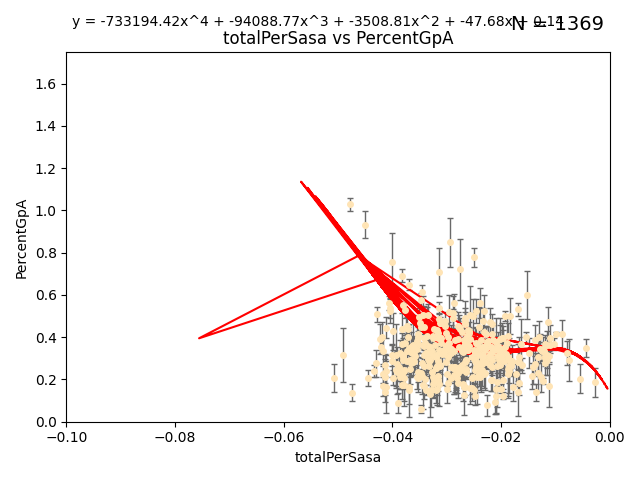 y = -733194.42x^4 + -94088.77x^3 + -3508.81x^2 + -47.68x + 0.14
N = 1369
totalPerSasa vs PercentGpA
PercentGpA
1.6
1.4
1.2
1.0
0.8
0.6
0.4
0.2
0.0
−0.10 −0.08 −0.06 −0.04 −0.02 0.00
totalPerSasa